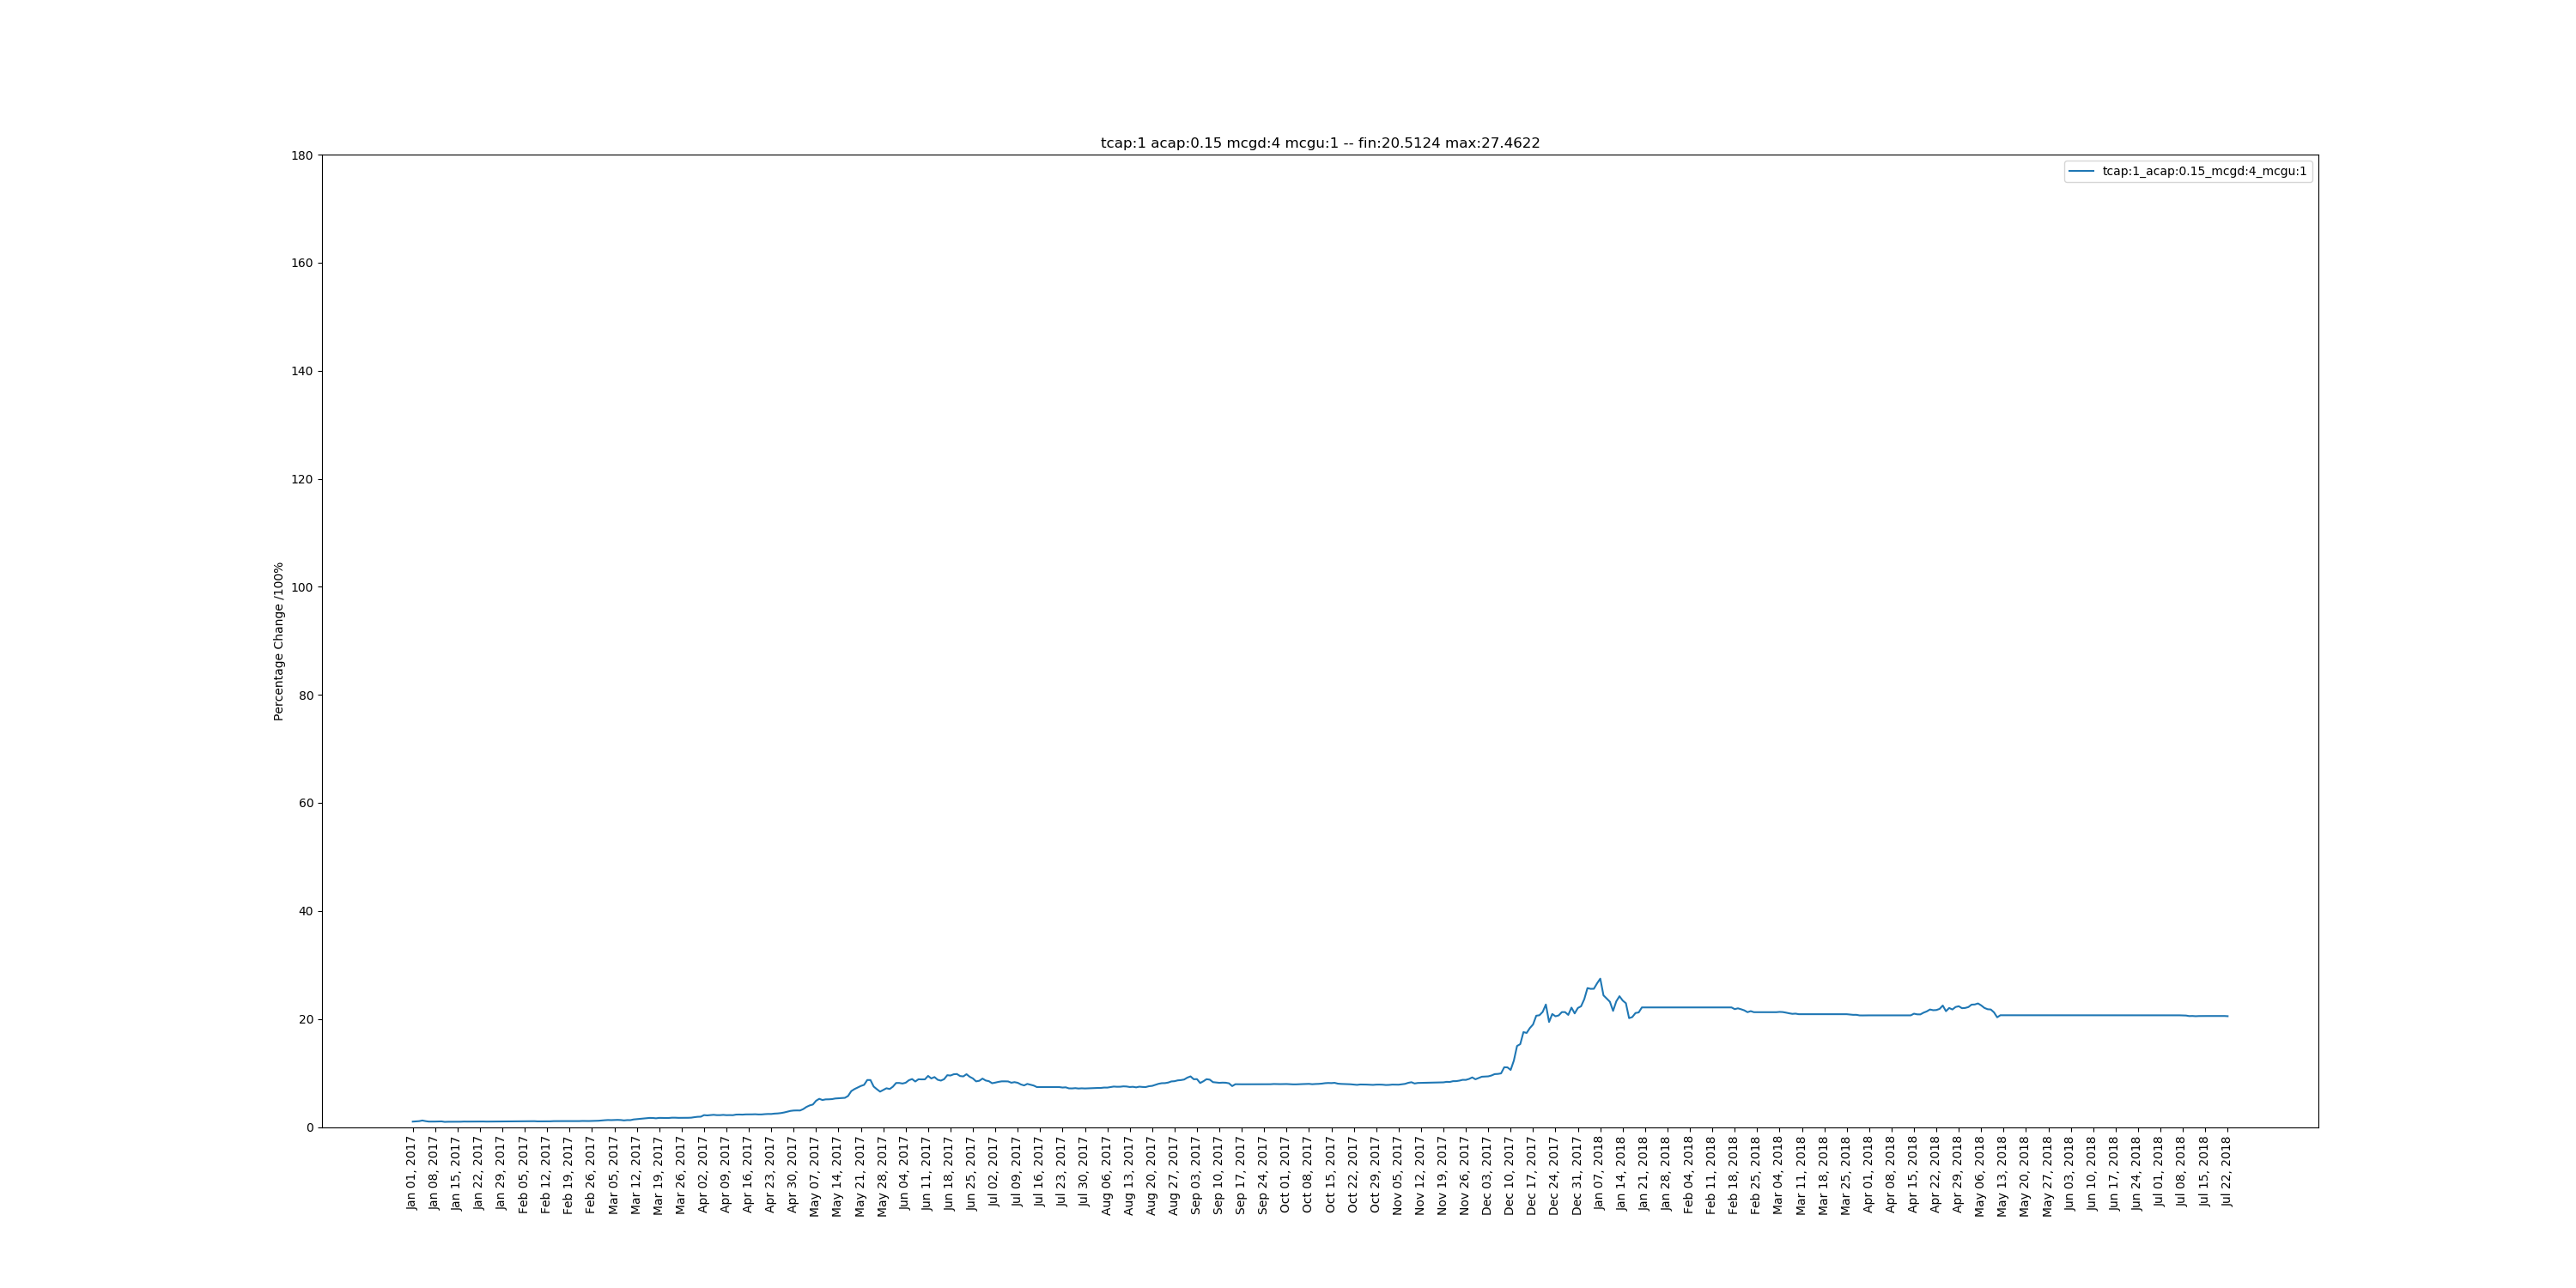 tcap:1 acap:0.15 mcgd:4 mcgu:1 -- fin:20.5124 max:27.4622
tcap:1_acap:0.15_mcgd:4_mcgu:1
Percentage Change /100%
180
160
140
120
100
80
60
40
20
0
Jan 01, 2017
Jan 08, 2017
Jan 15, 2017
Jan 22, 2017
Jan 29, 2017
Feb 05, 2017
Feb 12, 2017
Feb 19, 2017
Feb 26, 2017
Mar 05, 2017
Mar 12, 2017
Mar 19, 2017
Mar 26, 2017
Apr 02, 2017
Apr 09, 2017
Apr 16, 2017
Apr 23, 2017
Apr 30, 2017
May 07, 2017
May 14, 2017
May 21, 2017
May 28, 2017
Jun 04, 2017
Jun 11, 2017
Jun 18, 2017
Jun 25, 2017
Jul 02, 2017
Jul 09, 2017
Jul 16, 2017
Jul 23, 2017
Jul 30, 2017
Aug 06, 2017
Aug 13, 2017
Aug 20, 2017
Aug 27, 2017
Sep 03, 2017
Sep 10, 2017
Sep 17, 2017
Sep 24, 2017
Oct 01, 2017
Oct 08, 2017
Oct 15, 2017
Oct 22, 2017
Oct 29, 2017
Nov 05, 2017
Nov 12, 2017
Nov 19, 2017
Nov 26, 2017
Dec 03, 2017
Dec 10, 2017
Dec 17, 2017
Dec 24, 2017
Dec 31, 2017
Jan 07, 2018
Jan 14, 2018
Jan 21, 2018
Jan 28, 2018
Feb 04, 2018
Feb 11, 2018
Feb 18, 2018
Feb 25, 2018
Mar 04, 2018
Mar 11, 2018
Mar 18, 2018
Mar 25, 2018
Apr 01, 2018
Apr 08, 2018
Apr 15, 2018
Apr 22, 2018
Apr 29, 2018
May 06, 2018
May 13, 2018
May 20, 2018
May 27, 2018
Jun 03, 2018
Jun 10, 2018
Jun 17, 2018
Jun 24, 2018
Jul 01, 2018
Jul 08, 2018
Jul 15, 2018
Jul 22, 2018